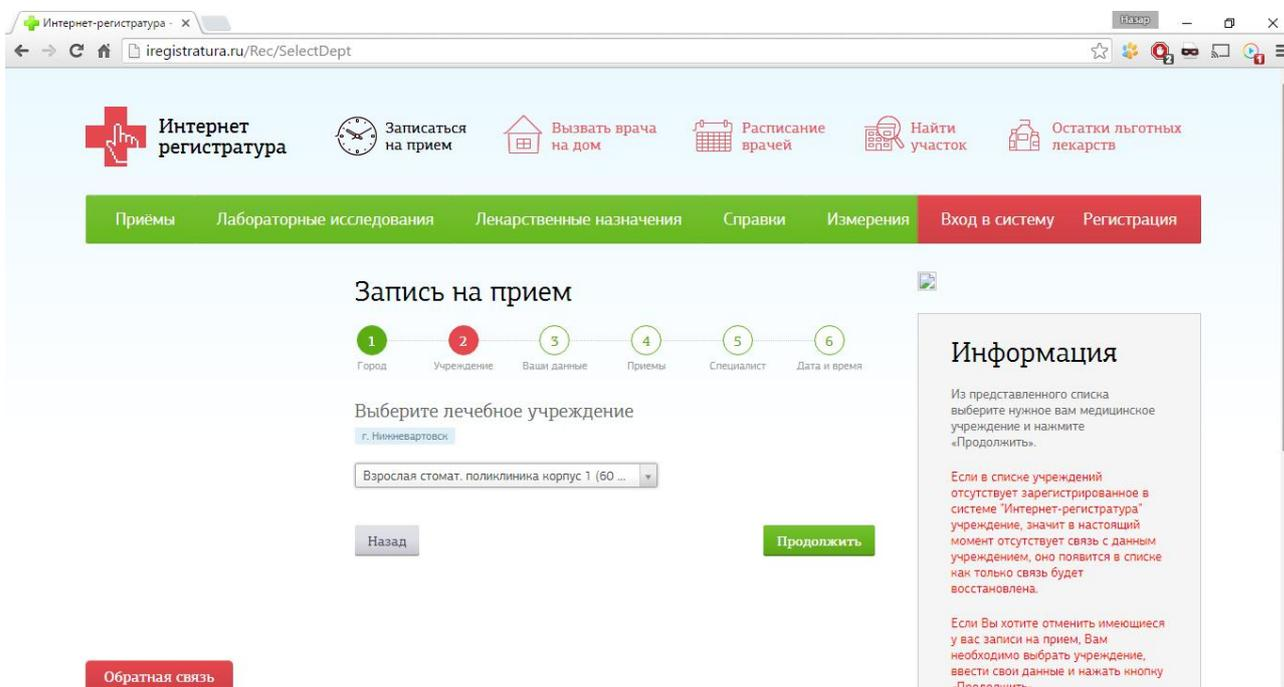 Интернет-регистратура -
Назар
iregistratura.ru/Rec/SelectDept
2
1
Интернет
регистратура
Записаться
на прием
Вызвать врача
на дом
Расписание
врачей
Найти
участок
Остатки льготных
лекарств
Приёмы Лабораторные исследования Лекарственные назначения Справки Измерения Вход в систему Регистрация
Запись на прием
1 2 3 4 5 6
Город Учреждение Ваши данные Приемы Специалист Дата и время
Выберите лечебное учреждение
г. Нижневартовск
Взрослая стомат. поликлиника корпус 1 (60 ...
Назад Продолжить
Информация
Из представленного списка
выберите нужное вам медицинское
учреждение и нажмите
«Продолжить».
Если в списке учреждений
отсутствует зарегистрированное в
системе "Интернет-регистратура"
учреждение, значит в настоящий
момент отсутствует связь с данным
учреждением, оно появится в списке
как только связь будет
восстановлена.
Если Вы хотите отменить имеющиеся
у вас записи на прием, Вам
необходимо выбрать учреждение,
ввести свои данные и нажать кнопку
«Продолжить»
Обратная связь